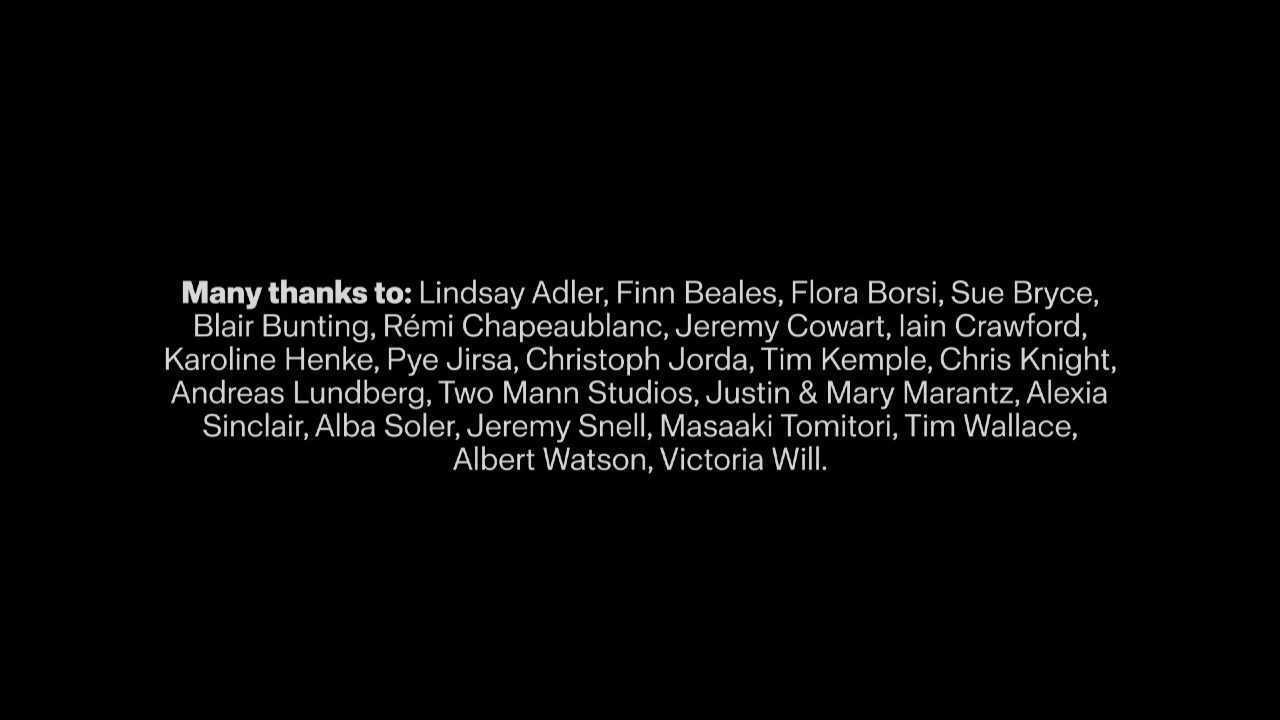 Many thanks to: Lindsay Adler, Finn Beales, Flora Borsi, Sue Bryce,
Blair Bunting, Rémi Chapeaublanc, Jeremy Cowart, Iain Crawford,
Karoline Henke, Pye Jirsa, Christoph Jorda, Tim Kemple, Chris Knight,
Andreas Lundberg, Two Mann Studios, Justin & Mary Marantz, Alexia
Sinclair, Alba Soler, Jeremy Snell, Masaaki Tomitori, Tim Wallace,
Albert Watson, Victoria Will.